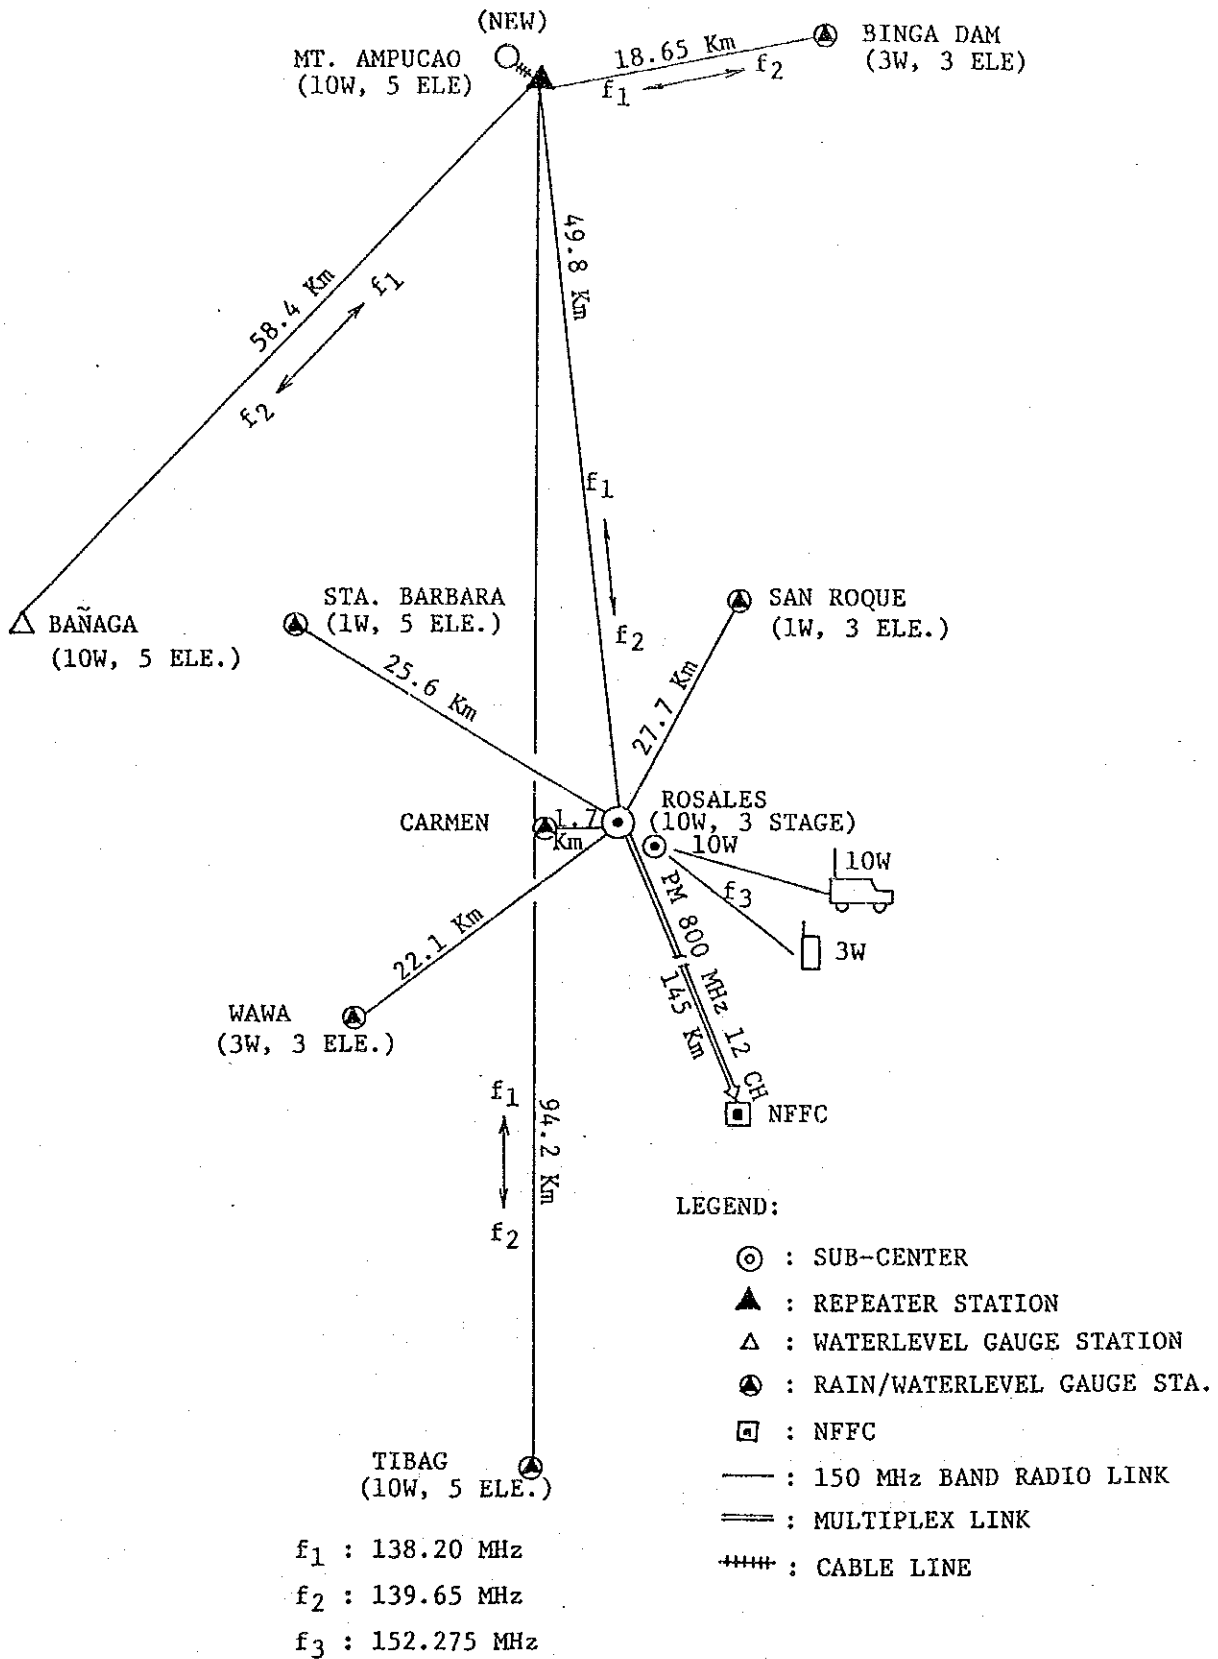 (NEW)
MT. AMPUCAO
(10W, 5 ELE)
18.65 Km
f1
f2
BINGA DAM
(3W, 3 ELE)
58.4 Km
f1
f2
49.8 Km
f1
f2
BAÑAGA
(10W, 5 ELE.)
STA. BARBARA
(1W, 5 ELE.)
25.6 Km
SAN ROQUE
(1W, 3 ELE.)
27.7 Km
CARMEN
1.7
Km
ROSALES
(10W, 3 STAGE)
10W
10W
f3
3W
PM 800 MHz 12 CH
145 Km
22.1 Km
WAWA
(3W, 3 ELE.)
f1
94.2 Km
f2
NFFC
LEGEND:
: SUB-CENTER
: REPEATER STATION
: WATERLEVEL GAUGE STATION
: RAIN/WATERLEVEL GAUGE STA.
: NFFC
: 150 MHz BAND RADIO LINK
: MULTIPLEX LINK
: CABLE LINE
TIBAG
(10W, 5 ELE.)
f1 : 138.20 MHz
f2 : 139.65 MHz
f3 : 152.275 MHz